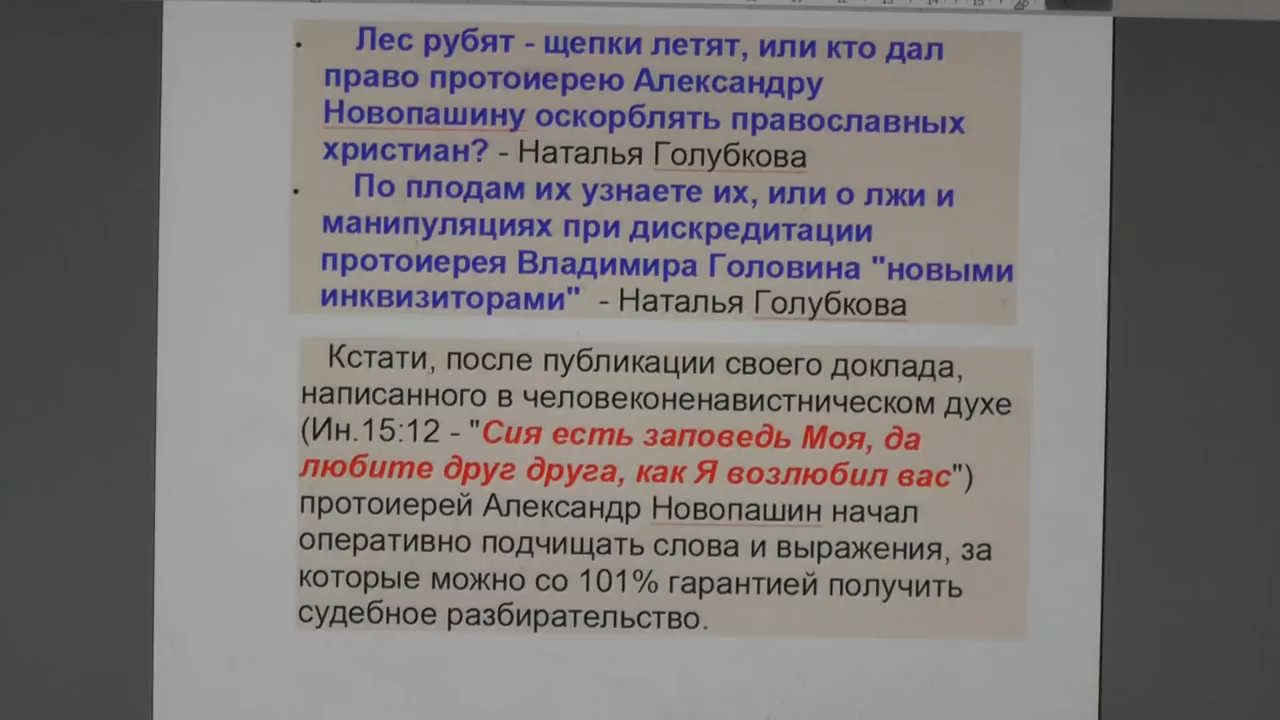 • Лес рубят - щепки летят, или кто дал
право протоиерею Александру
Новопашину оскорблять православных
христиан? - Наталья Голубкова
• По плодам их узнаете их, или о лжи и
манипуляциях при дискредитации
протоиерея Владимира Головина "новыми
инквизиторами" - Наталья Голубкова
Кстати, после публикации своего доклада,
написанного в человеконенавистническом духе
(Ин.15:12 - "Сия есть заповедь Моя, да
любите друг друга, как Я возлюбил вас")
протоиерей Александр Новопашин начал
оперативно подчищать слова и выражения, за
которые можно со 101% гарантией получить
судебное разбирательство.